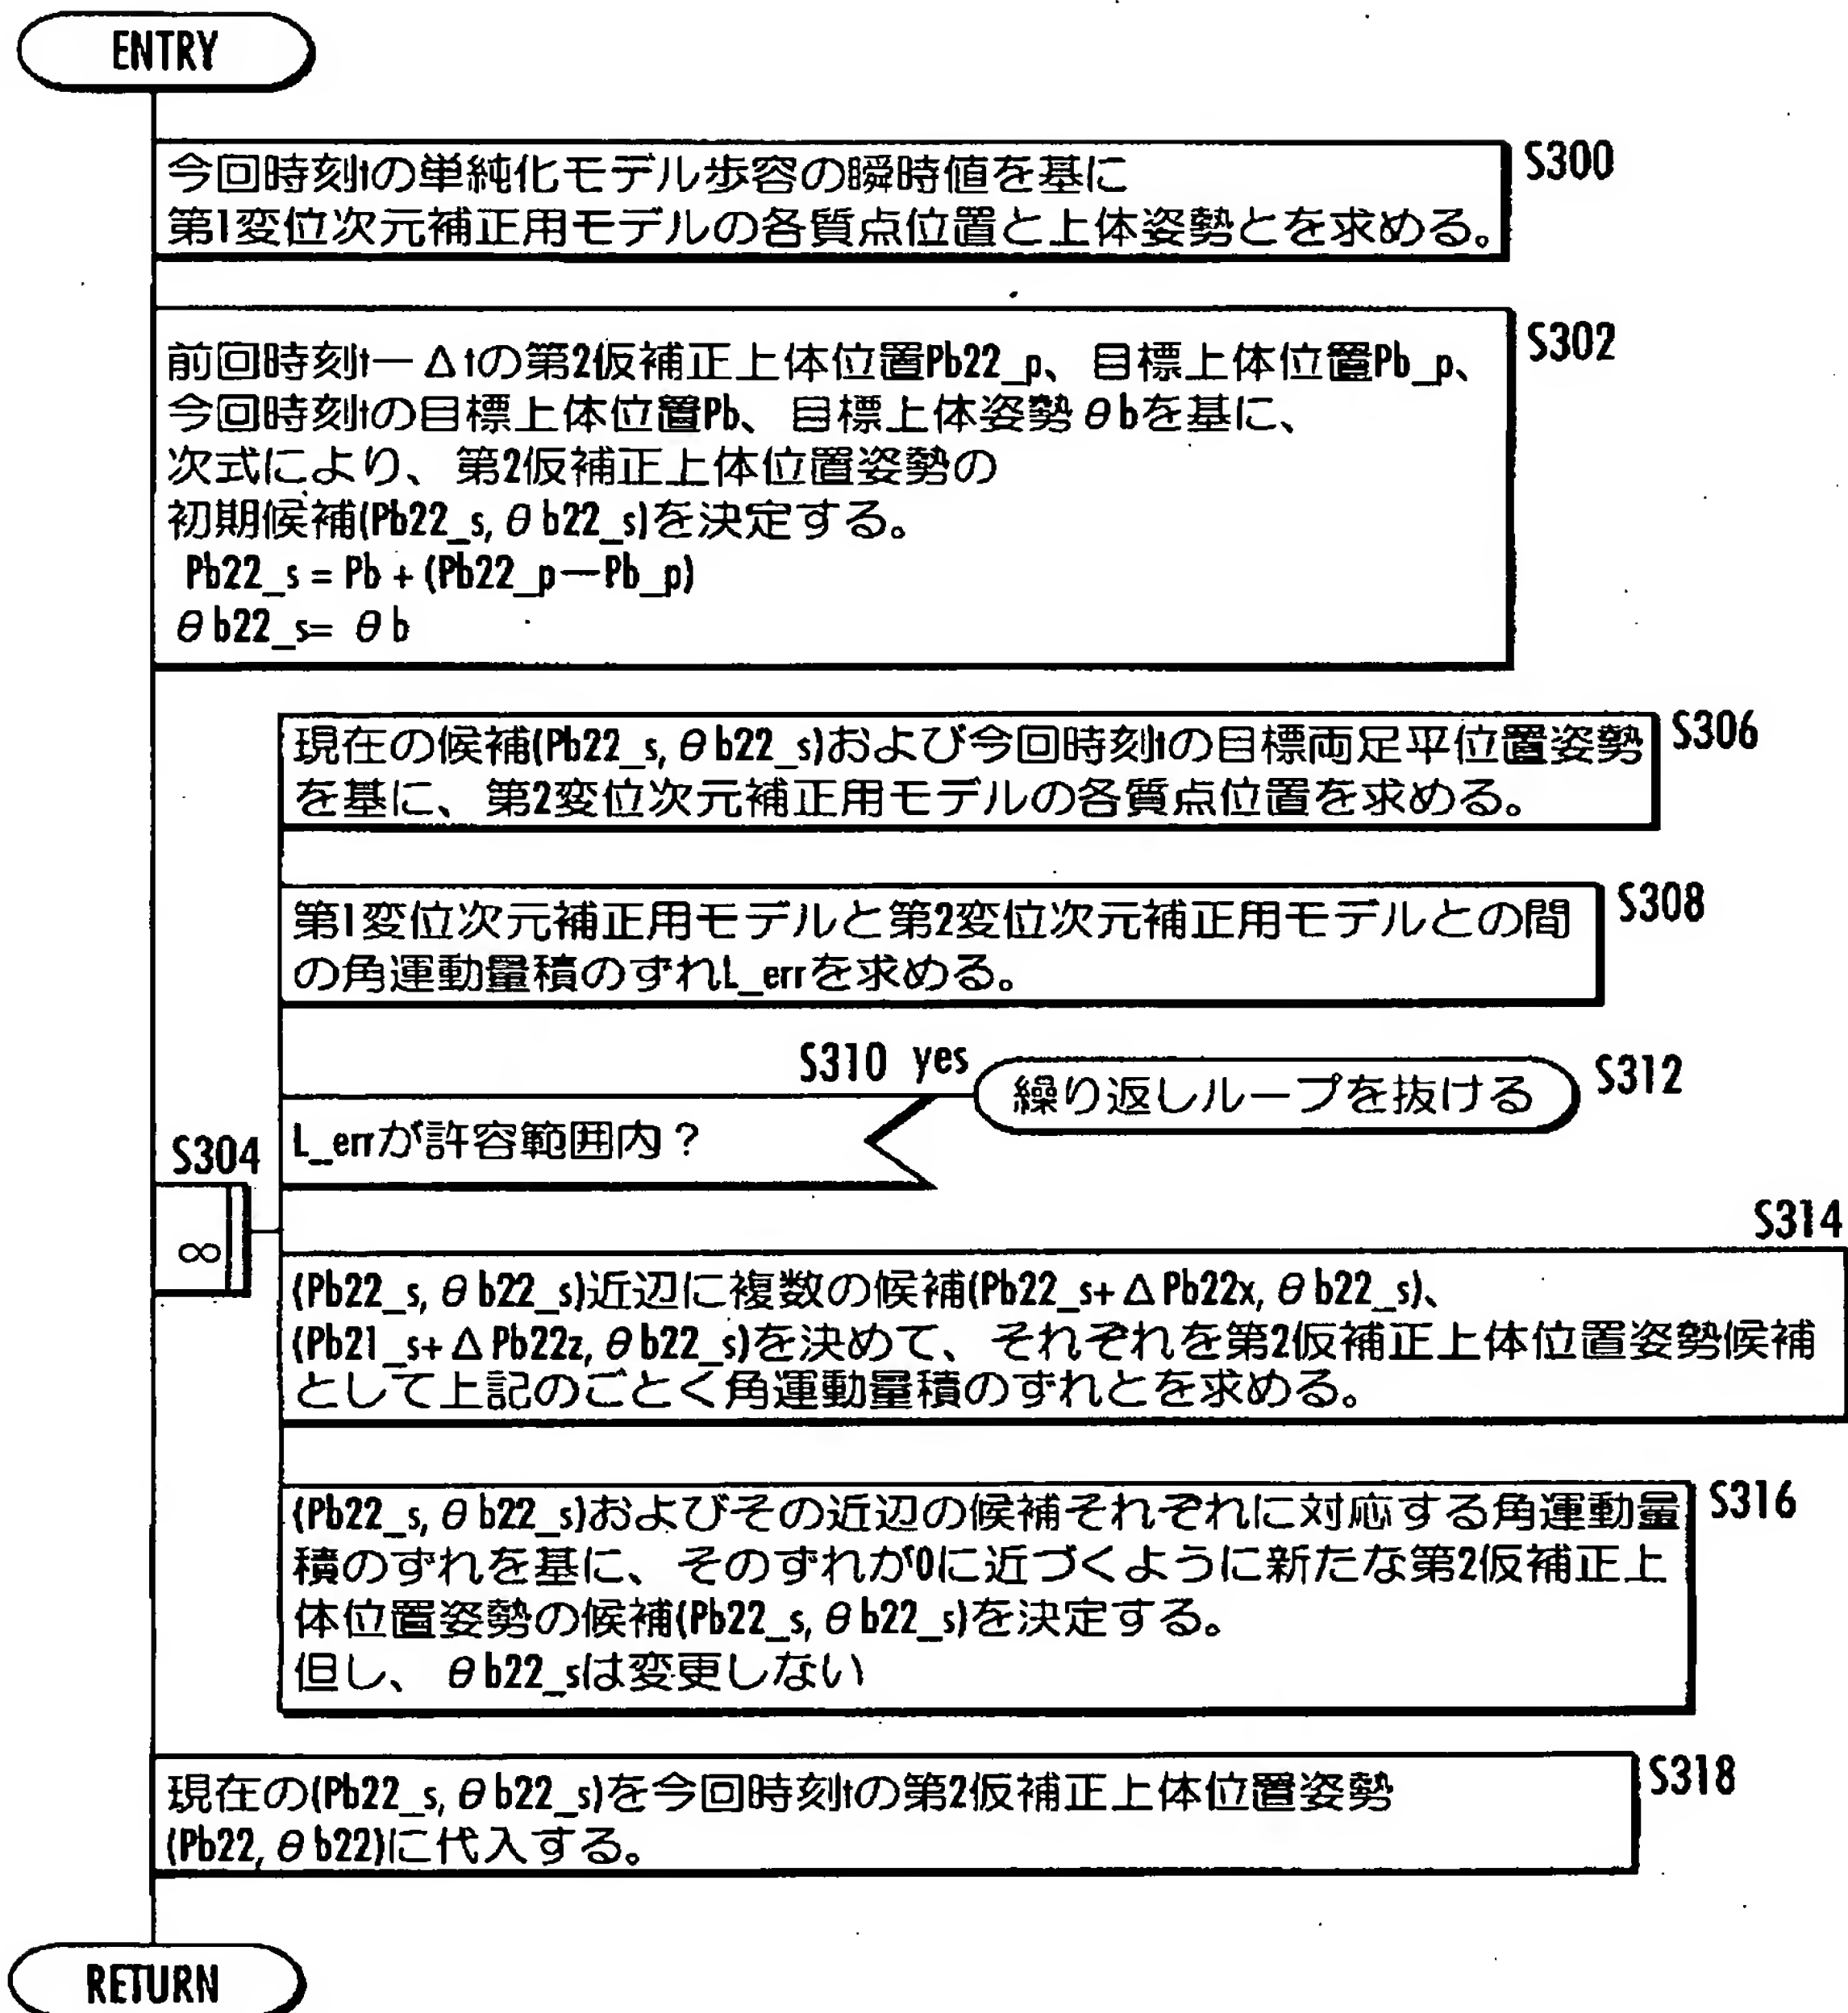 ENTRY
今回時刻tの単純化モデル歩容の瞬時値を基に
第1変位次元補正用モデルの各質点位置と上体姿勢とを求める。
S300
前回時刻t－Δtの第2仮補正上体位置Pb22_p、目標上体位置Pb_p、
今回時刻tの目標上体位置Pb、目標上体姿勢θbを基に、
次式により、第2仮補正上体位置姿勢の
初期候補(Pb22_s, θb22_s)を決定する。
Pb22_s = Pb + (Pb22_p－Pb_p)
θb22_s= θb
S302
現在の候補(Pb22_s, θb22_s)および今回時刻tの目標両足平位置姿勢
を基に、第2変位次元補正用モデルの各質点位置を求める。
S306
第1変位次元補正用モデルと第2変位次元補正用モデルとの間
の角運動量積のずれL_errを求める。
S308
S310 yes
繰り返しループを抜ける
S312
L_errが許容範囲内？
S304
∞
S314
(Pb22_s, θb22_s)近辺に複数の候補(Pb22_s+ΔPb22x, θb22_s)、
(Pb21_s+ΔPb22z, θb22_s)を決めて、それぞれを第2仮補正上体位置姿勢候補
として上記のごとく角運動量積のずれとを求める。
(Pb22_s, θb22_s)およびその近辺の候補それぞれに対応する角運動量
積のずれを基に、そのずれが0に近づくように新たな第2仮補正上
体位置姿勢の候補(Pb22_s, θb22_s)を決定する。
但し、θb22_sは変更しない
S316
現在の(Pb22_s, θb22_s)を今回時刻tの第2仮補正上体位置姿勢
(Pb22, θb22)に代入する。
S318
RETURN